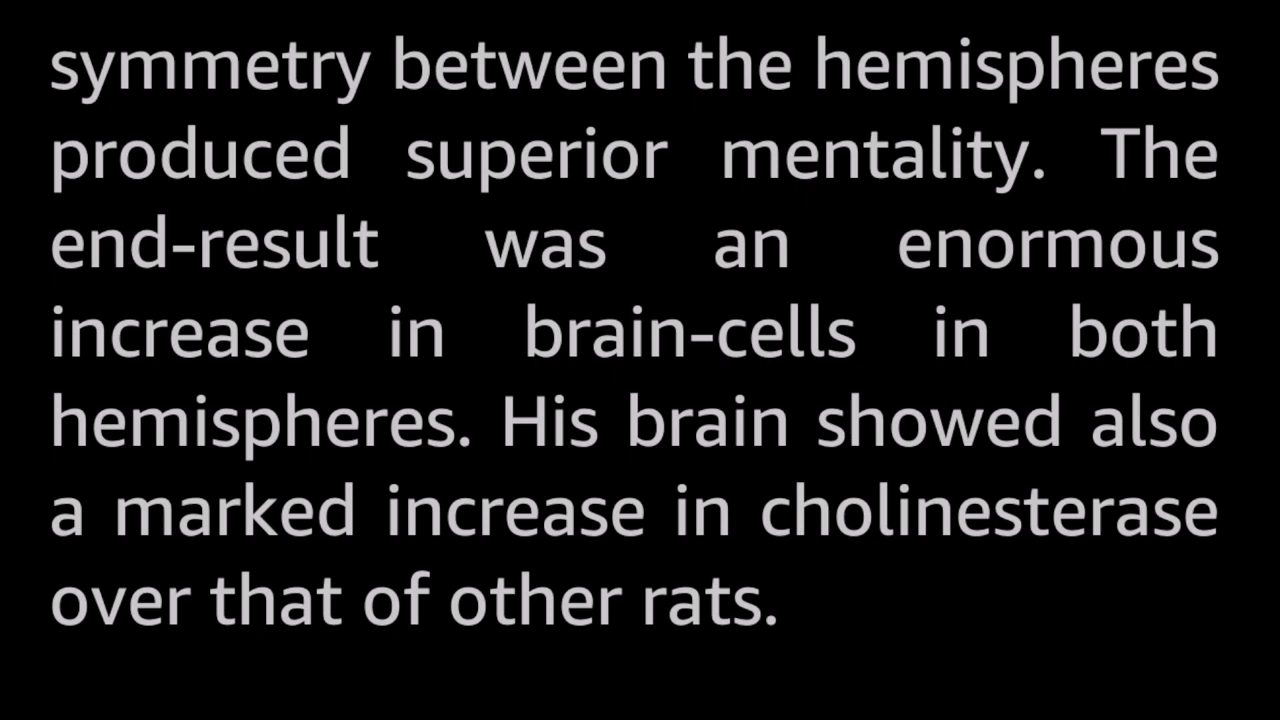 symmetry between the hemispheres
produced superior mentality. The
end-result was an enormous
increase in brain-cells in both
hemispheres. His brain showed also
a marked increase in cholinesterase
over that of other rats.